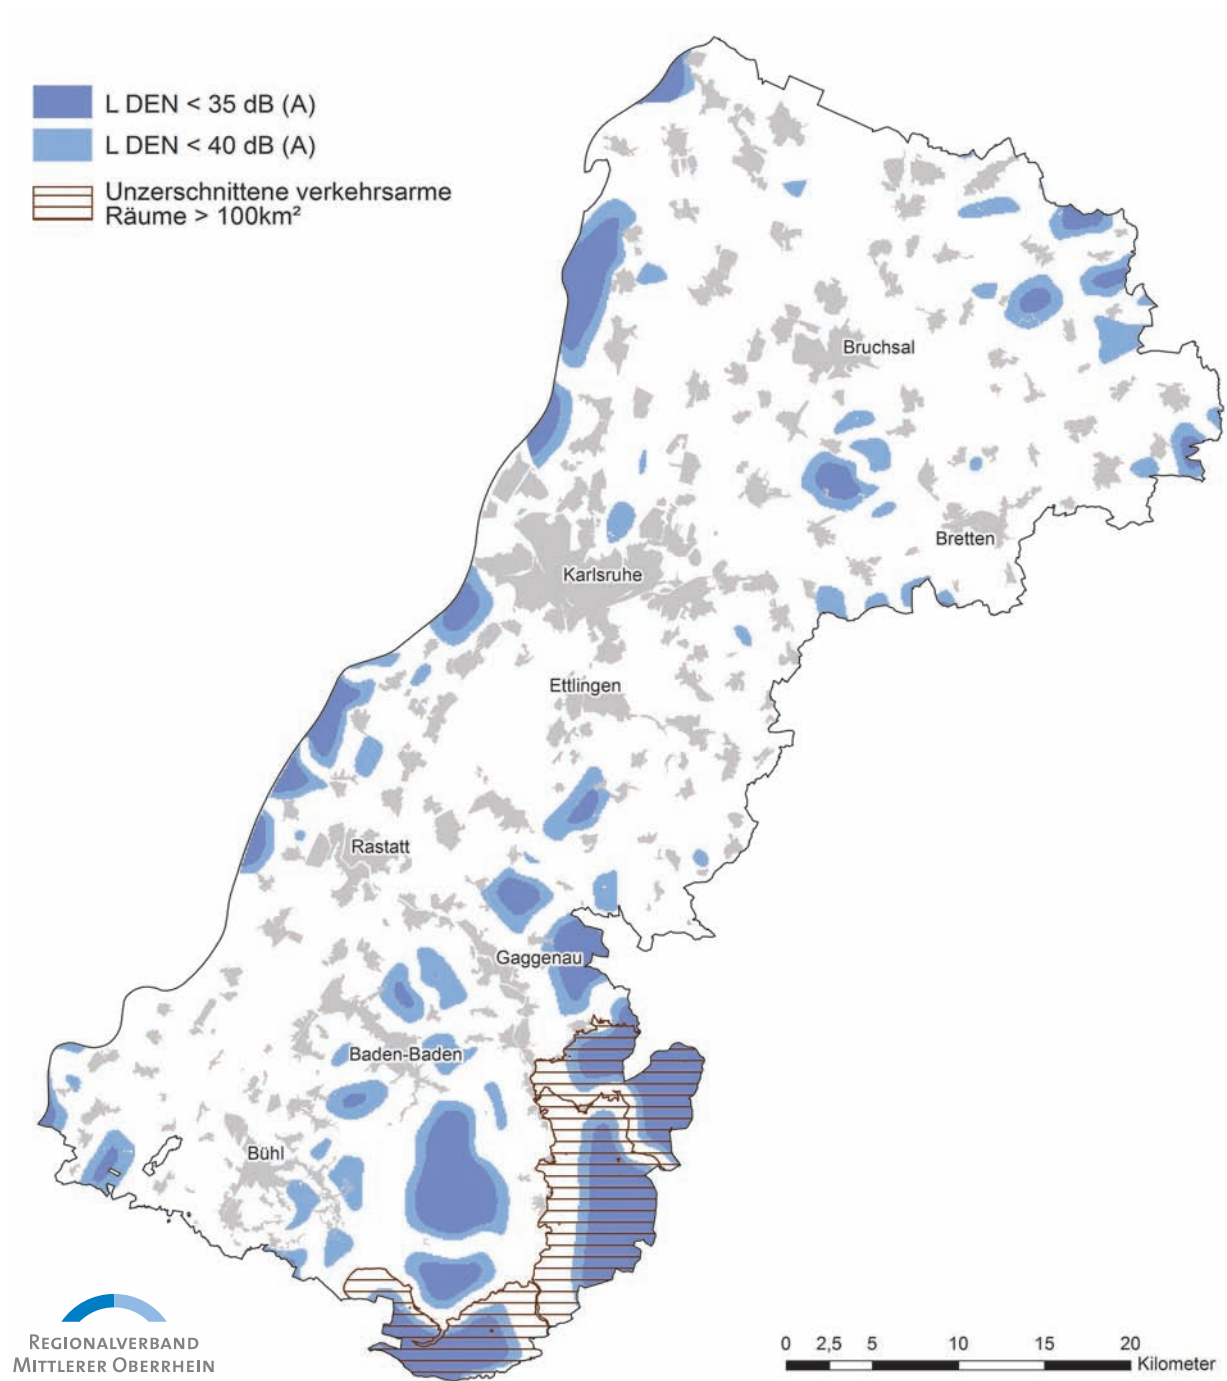 L DEN < 35 dB (A)
L DEN < 40 dB (A)
Unzerschnittene verkehrsarme
Räume > 100km²
Bruchsal
Bretten
Karlsruhe
Ettlingen
Rastatt
Gaggenau
Baden-Baden
Bühl
REGIONALVERBAND
MITTLERER OBERRHEIN
0 2,5 5 10 15 20
Kilometer